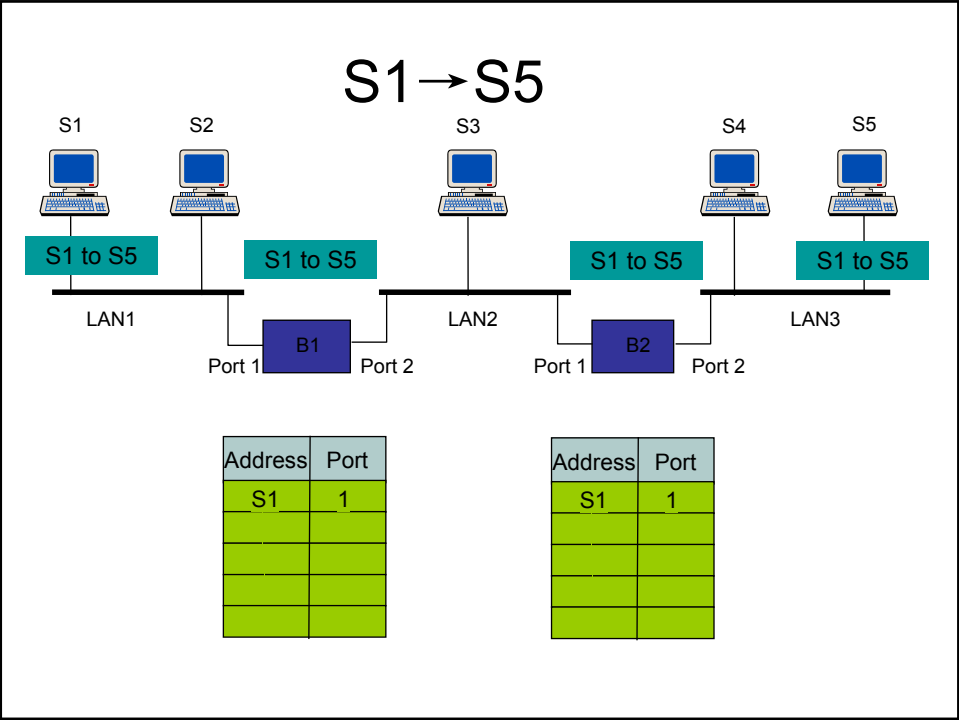 S1→S5
S1 S2 S3 S4 S5
S1 to S5 S1 to S5 S1 to S5 S1 to S5
LAN1 LAN2 LAN3
B1 B2
Port 1 Port 2 Port 1 Port 2
Address Port Address Port
S1 1 S1 1